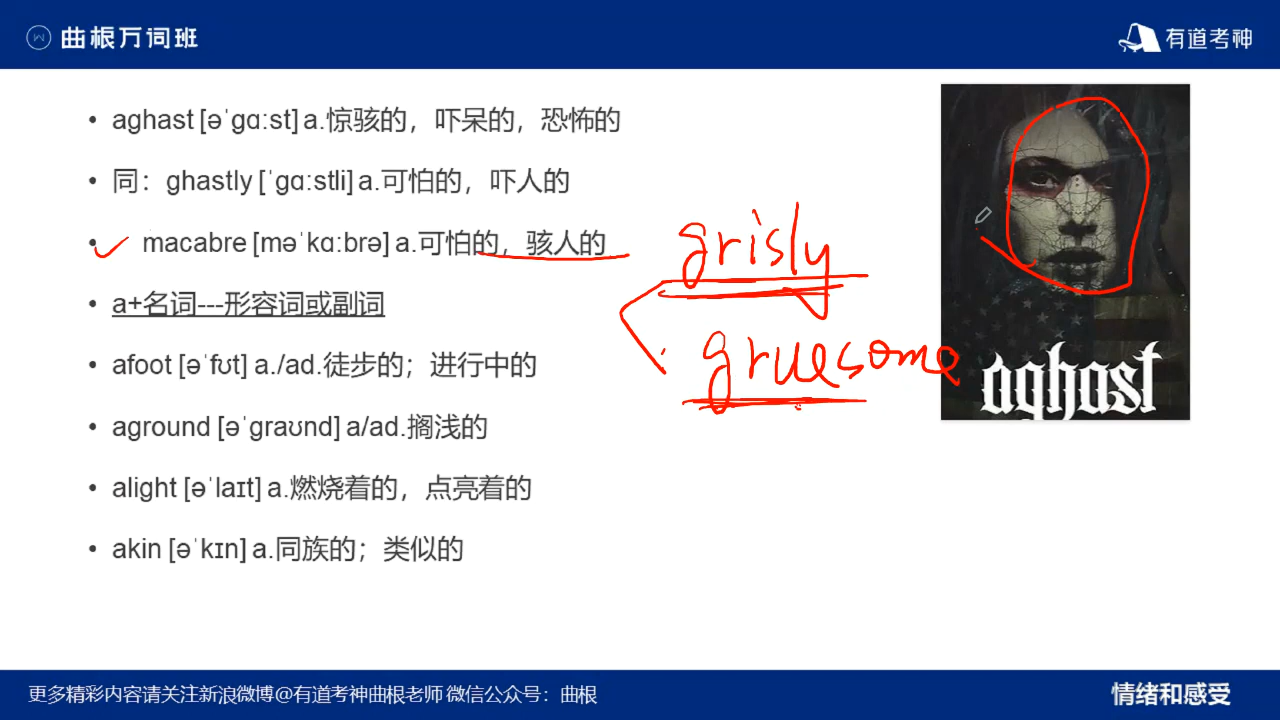 曲根万词班
有道考神
aghast [əˈɡɑːst] a.惊骇的，吓呆的，恐怖的
同：ghastly [ˈɡɑːstli] a.可怕的，吓人的
macabre [məˈkɑːbrə] a.可怕的，骇人的
grisly
a+名词---形容词或副词
gruesome
afoot [əˈfʊt] a./ad.徒步的；进行中的
aghast
aground [əˈɡraʊnd] a/ad.搁浅的
alight [əˈlaɪt] a.燃烧着的，点亮着的
akin [əˈkɪn] a.同族的；类似的
更多精彩内容请关注新浪微博@有道考神曲根老师 微信公众号：曲根
情绪和感受